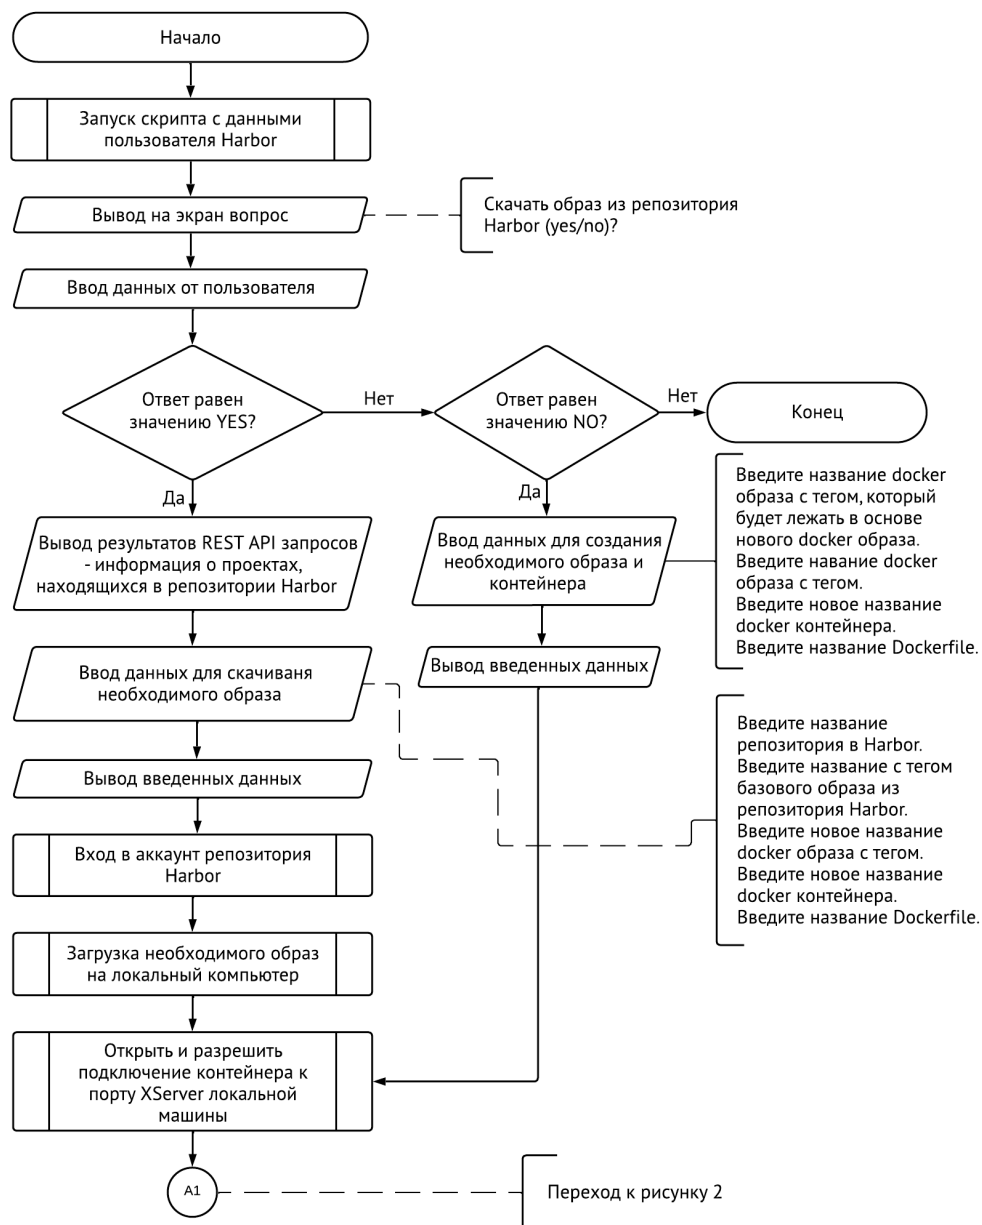 Начало
Запуск скрипта с данными
пользователя Harbor
Вывод на экран вопрос
Скачать образ из репозитория
Harbor (yes/no)?
Ввод данных от пользователя
Ответ равен
значению YES?
Нет
Ответ равен
значению NO?
Нет
Конец
Да
Да
Введите название docker
образа с тегом, который
будет лежать в основе
нового docker образа.
Введите навание docker
образа с тегом.
Введите новое название
docker контейнера.
Введите название Dockerfile.
Вывод результатов REST API запросов
- информация о проектах,
находящихся в репозитории Harbor
Ввод данных для создания
необходимого образа и
контейнера
Ввод данных для скачиваня
необходимого образа
Вывод введенных данных
Введите название
репозитория в Harbor.
Введите название с тегом
базового образа из
репозитория Harbor.
Введите новое название
docker образа с тегом.
Введите новое название
docker контейнера.
Введите название Dockerfile.
Вывод введенных данных
Вход в аккаунт репозитория
Harbor
Загрузка необходимого образ
на локальный компьютер
Открыть и разрешить
подключение контейнера к
порту XServer локальной
машины
А1
Переход к рисунку 2